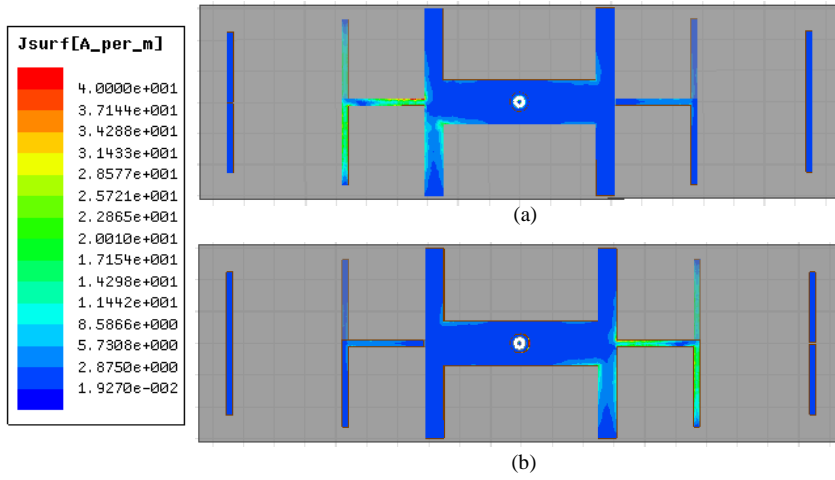 Jsurf[A_per_m]
4.0000e+001
3.7144e+001
3.4288e+001
3.1433e+001
2.8577e+001
2.5721e+001
2.2865e+001
2.0010e+001
1.7154e+001
1.4298e+001
1.1442e+001
8.5866e+000
5.7308e+000
2.8750e+000
1.9270e-002
(a)
(b)